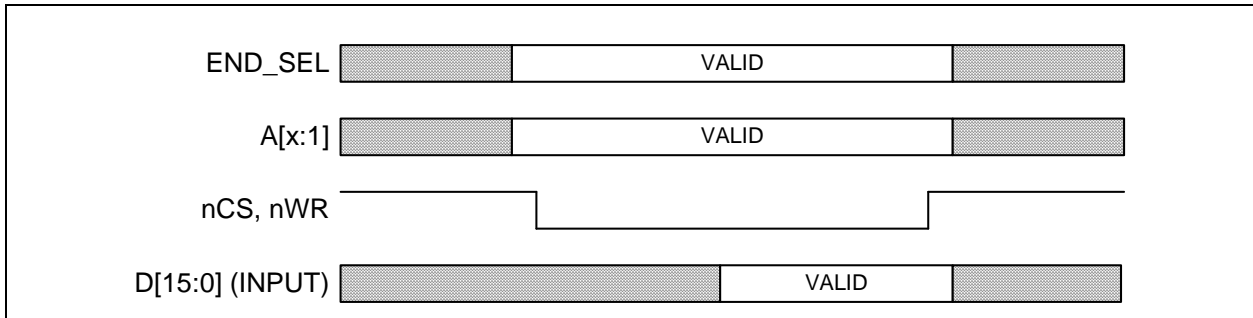 END_SEL VALID
A[x:1] VALID
nCS, nWR
D[15:0] (INPUT) VALID